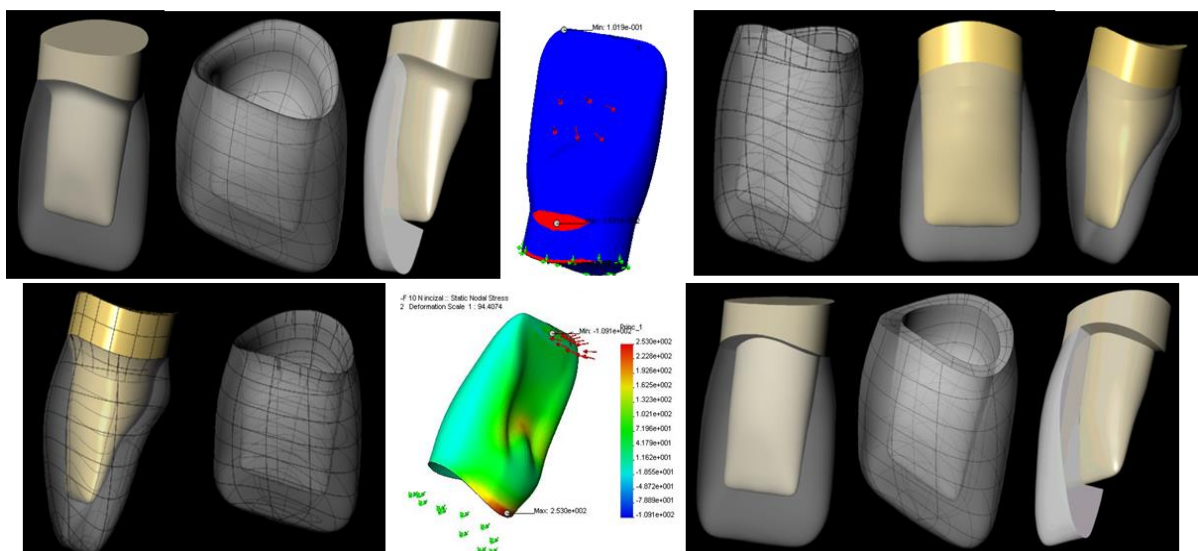 Min: 1.019e-001
-F 10 N incizal :: Static Nodal Stress
2 Deformation Scale 1 : 94.4074
Min: -1.091e+002
Princ_1
2.530e+002
2.228e+002
1.926e+002
1.625e+002
1.323e+002
1.021e+002
7.196e+001
4.179e+001
1.162e+001
-1.855e+001
-4.872e+001
-7.889e+001
-1.091e+002
Max: 2.530e+002